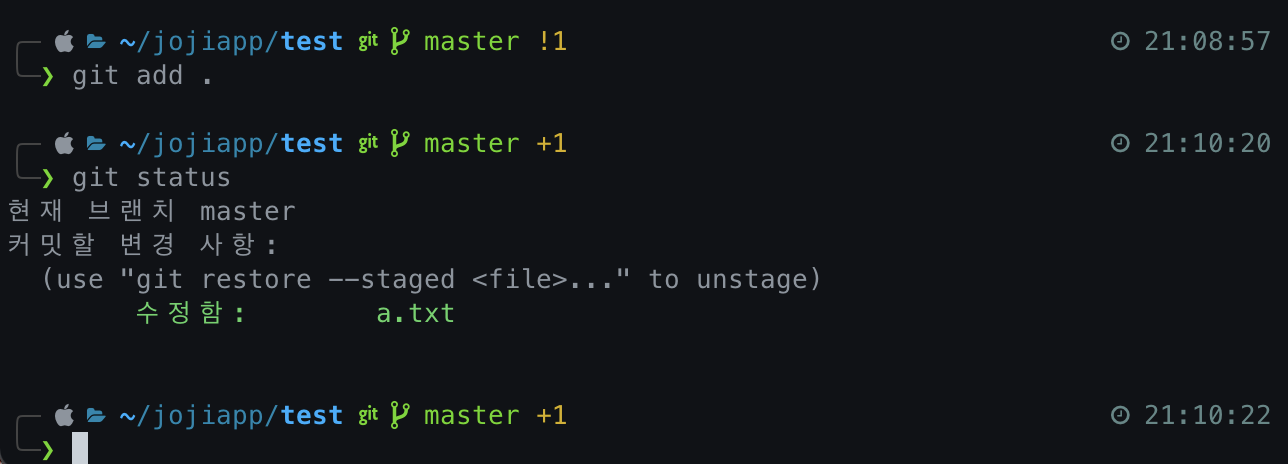 ~/jojiapp/test git master !1 21:08:57
❯ git add .
~/jojiapp/test git master +1 21:10:20
❯ git status
현재 브랜치 master
커밋할 변경 사항:
(use "git restore --staged <file>..." to unstage)
수정함: a.txt
~/jojiapp/test git master +1 21:10:22
❯